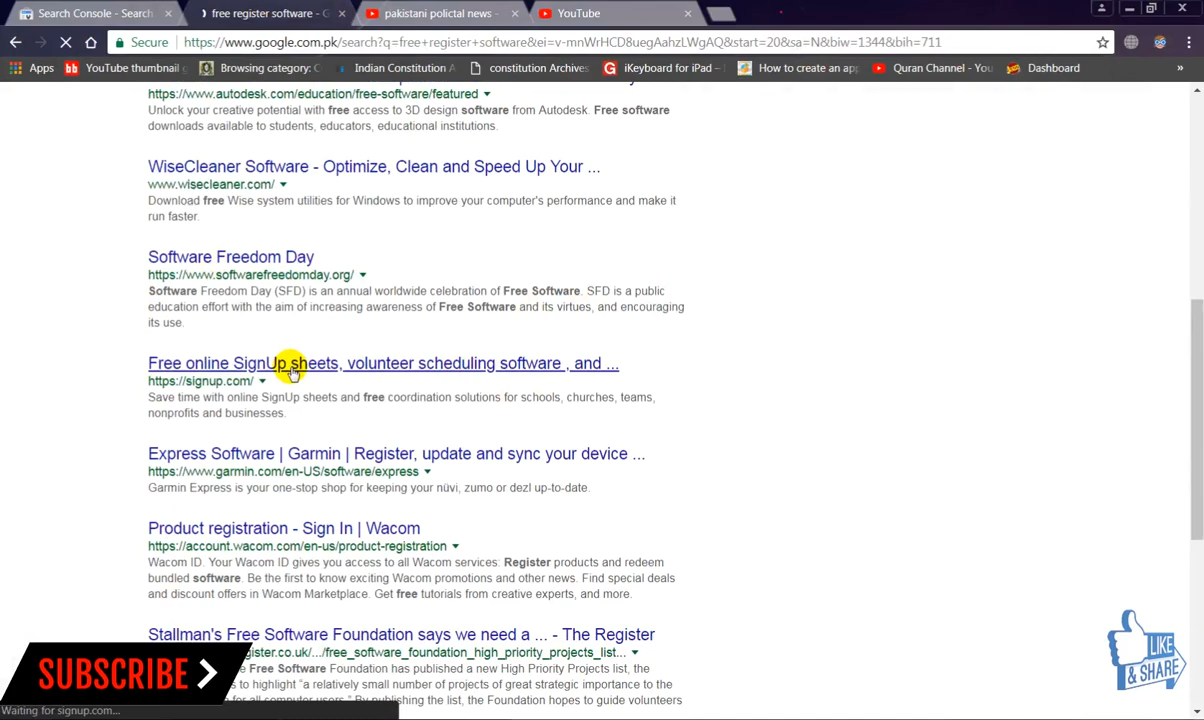 Search Console - Search
free register software - G
pakistani polictal news -
YouTube
Secure
https://www.google.com.pk/search?q=free+register+software&ei=v-mnWrHCD8uegAahzLWgAQ&start=20&sa=N&biw=1344&bih=711
Apps
YouTube thumbnail g
Browsing category: C
Indian Constitution A
constitution Archives
iKeyboard for iPad –
How to create an app
Quran Channel - You
Dashboard
https://www.autodesk.com/education/free-software/featured
Unlock your creative potential with free access to 3D design software from Autodesk. Free software
downloads available to students, educators, educational institutions.
WiseCleaner Software - Optimize, Clean and Speed Up Your ...
www.wisecleaner.com/
Download free Wise system utilities for Windows to improve your computer's performance and make it
run faster.
Software Freedom Day
https://www.softwarefreedomday.org/
Software Freedom Day (SFD) is an annual worldwide celebration of Free Software. SFD is a public
education effort with the aim of increasing awareness of Free Software and its virtues, and encouraging
its use.
Free online SignUp sheets, volunteer scheduling software , and ...
https://signup.com/
Save time with online SignUp sheets and free coordination solutions for schools, churches, teams,
nonprofits and businesses.
Express Software | Garmin | Register, update and sync your device ...
https://www.garmin.com/en-US/software/express
Garmin Express is your one-stop shop for keeping your nüvi, zumo or dezl up-to-date.
Product registration - Sign In | Wacom
https://account.wacom.com/en-us/product-registration
Wacom ID. Your Wacom ID gives you access to all Wacom services: Register products and redeem
bundled software. Be the first to know exciting Wacom promotions and other news. Find special deals
and discount offers in Wacom Marketplace. Get free tutorials from creative experts, and more.
Stallman's Free Software Foundation says we need a ... - The Register
gister.co.uk/.../free_software_foundation_high_priority_projects_list...
Free Software Foundation has published a new High Priority Projects list, the
s to highlight “a relatively small number of projects of great strategic importance to the
for all computer users.” By publishing the list, the Foundation hopes to guide volunteers
SUBSCRIBE
LIKE
& SHARE
Waiting for signup.com...